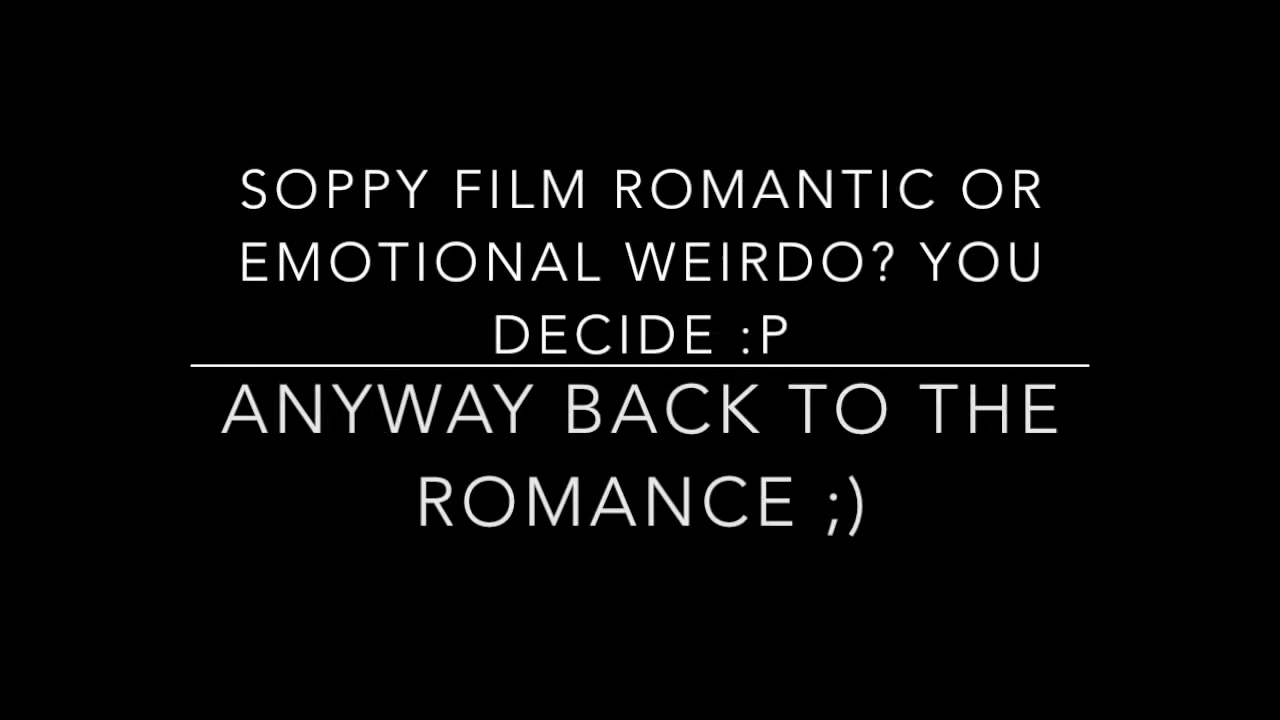 SOPPY FILM ROMANTIC OR
EMOTIONAL WEIRDO? YOU
DECIDE :P
ANYWAY BACK TO THE
ROMANCE ;)